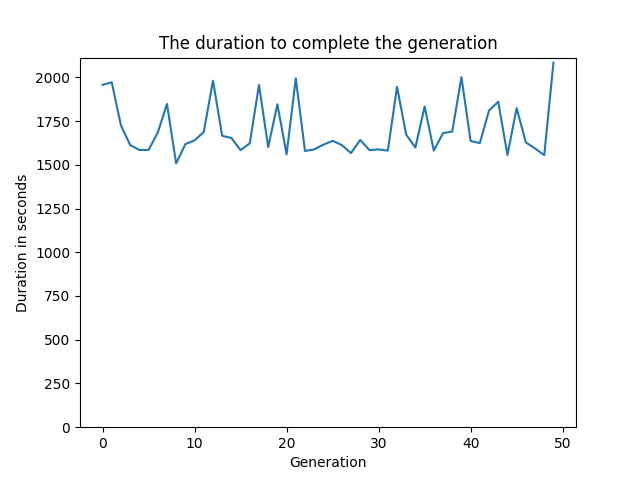 The duration to complete the generation
2000
1750
1500
1250
1000
750
500
250
0
Duration in seconds
0 10 20 30 40 50
Generation